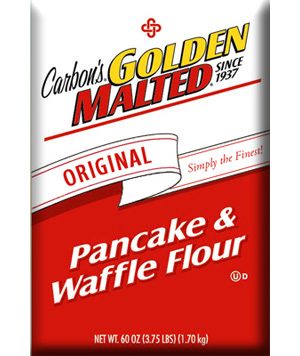 Carbon's GOLDEN
MALTED. SINCE
1937
ORIGINAL
Simply the Finest!
Pancake &
Waffle Flour
U D
NET WT. 60 OZ (3.75 LBS) (1.70 kg)